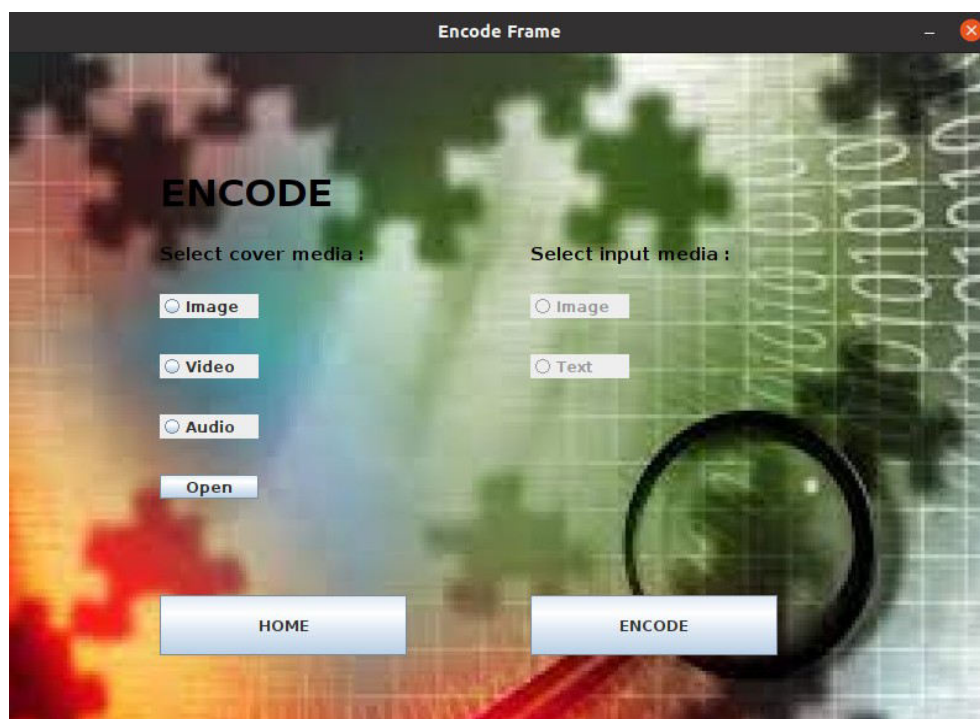 Encode Frame
ENCODE
Select cover media :
Select input media :
Image
Image
Video
Text
Audio
Open
HOME
ENCODE